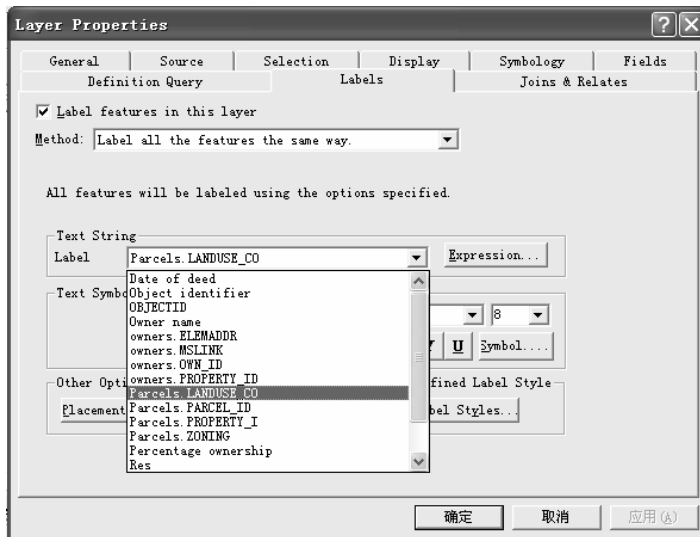 Layer Properties
General Source Selection Display Symbology Fields
Definition Query Labels Joins & Relates
Label features in this layer
Method: Label all the features the same way.
All features will be labeled using the options specified.
Text String
Label Parcels.LANDUSE_CO Expression...
Date of deed
Object identifier
OBJECTID
Owner name
owners.ELEMADDR
owners.MSLINK
owners.OWN_ID
owners.PROPERTY_ID
Parcels.LANDUSE_CO
Parcels.PARCEL_ID
Parcels.PROPERTY_I
Parcels.ZONING
Percentage ownership
Res
Text Symbo
8
U Symbol....
Other Opti fined Label Style
Placement bel Styles...
确定 取消 应用(A)